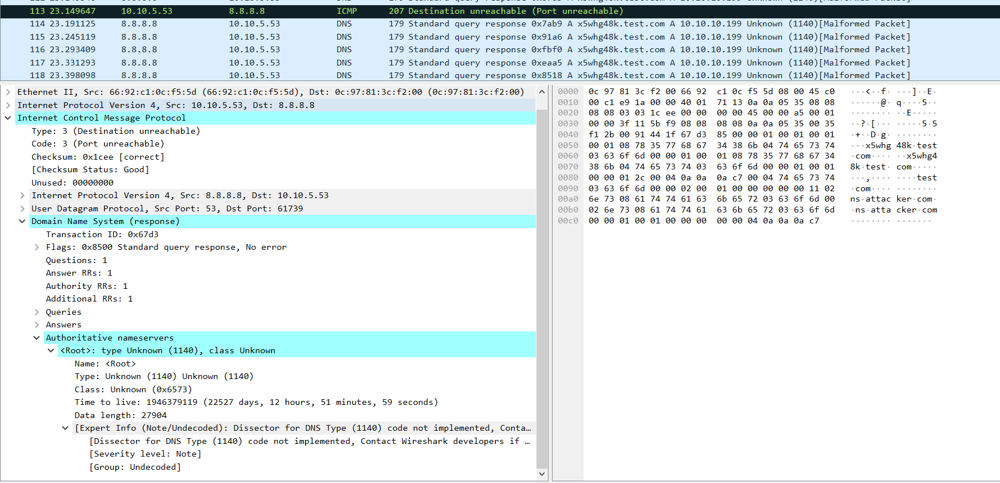 113 23.149647 10.10.5.53 8.8.8.8 ICMP 207 Destination unreachable (Port unreachable)
114 23.191125 8.8.8.8 10.10.5.53 DNS 179 Standard query response 0x7ab9 A x5whg48k.test.com A 10.10.10.199 Unknown (1140)[Malformed Packet]
115 23.245119 8.8.8.8 10.10.5.53 DNS 179 Standard query response 0x91a6 A x5whg48k.test.com A 10.10.10.199 Unknown (1140)[Malformed Packet]
116 23.293409 8.8.8.8 10.10.5.53 DNS 179 Standard query response 0xfbf0 A x5whg48k.test.com A 10.10.10.199 Unknown (1140)[Malformed Packet]
117 23.331293 8.8.8.8 10.10.5.53 DNS 179 Standard query response 0xeaa5 A x5whg48k.test.com A 10.10.10.199 Unknown (1140)[Malformed Packet]
118 23.398098 8.8.8.8 10.10.5.53 DNS 179 Standard query response 0x8518 A x5whg48k.test.com A 10.10.10.199 Unknown (1140)[Malformed Packet]
Ethernet II, Src: 66:92:c1:0c:f5:5d (66:92:c1:0c:f5:5d), Dst: 0c:97:81:3c:f2:00 (0c:97:81:3c:f2:00)
Internet Protocol Version 4, Src: 10.10.5.53, Dst: 8.8.8.8
Internet Control Message Protocol
Type: 3 (Destination unreachable)
Code: 3 (Port unreachable)
Checksum: 0x1cee [correct]
[Checksum Status: Good]
Unused: 00000000
Internet Protocol Version 4, Src: 8.8.8.8, Dst: 10.10.5.53
User Datagram Protocol, Src Port: 53, Dst Port: 61739
Domain Name System (response)
Transaction ID: 0x67d3
Flags: 0x8500 Standard query response, No error
Questions: 1
Answer RRs: 1
Authority RRs: 1
Additional RRs: 1
Queries
Answers
Authoritative nameservers
<Root>: type Unknown (1140), class Unknown
Name: <Root>
Type: Unknown (1140) Unknown (1140)
Class: Unknown (0x6573)
Time to live: 1946379119 (22527 days, 12 hours, 51 minutes, 59 seconds)
Data length: 27904
[Expert Info (Note/Undecoded): Dissector for DNS Type (1140) code not implemented, Conta…
[Dissector for DNS Type (1140) code not implemented, Contact Wireshark developers if …
[Severity level: Note]
[Group: Undecoded]
0000 0c 97 81 3c f2 00 66 92 c1 0c f5 5d 08 00 45 c0 ···<··f· ···]··E·
0010 00 c1 e9 1a 00 00 40 01 71 13 0a 0a 05 35 08 08 ······@· q····5··
0020 08 08 03 03 1c ee 00 00 00 00 45 00 00 a5 00 01 ········ ··E·····
0030 00 00 3f 11 5b f9 08 08 08 08 0a 0a 05 35 00 35 ··?·[··· ·····5·5
0040 f1 2b 00 91 44 1f 67 d3 85 00 00 01 00 01 00 01 ·+··D·g· ········
0050 00 01 08 78 35 77 68 67 34 38 6b 04 74 65 73 74 ···x5whg 48k·test
0060 03 63 6f 6d 00 00 01 00 01 08 78 35 77 68 67 34 ·com···· ··x5whg4
0070 38 6b 04 74 65 73 74 03 63 6f 6d 00 00 01 00 01 8k·test· com·····
0080 00 00 01 2c 00 04 0a 0a 0a c7 00 04 74 65 73 74 ···,···· ····test
0090 03 63 6f 6d 00 00 02 00 01 00 00 00 00 00 11 02 ·com···· ········
00a0 6e 73 08 61 74 74 61 63 6b 65 72 03 63 6f 6d 00 ns·attac ker·com·
00b0 02 6e 73 08 61 74 74 61 63 6b 65 72 03 63 6f 6d ·ns·atta cker·com
00c0 00 00 01 00 01 00 00 00 00 00 04 0a 0a 0a c7 ········ ·······